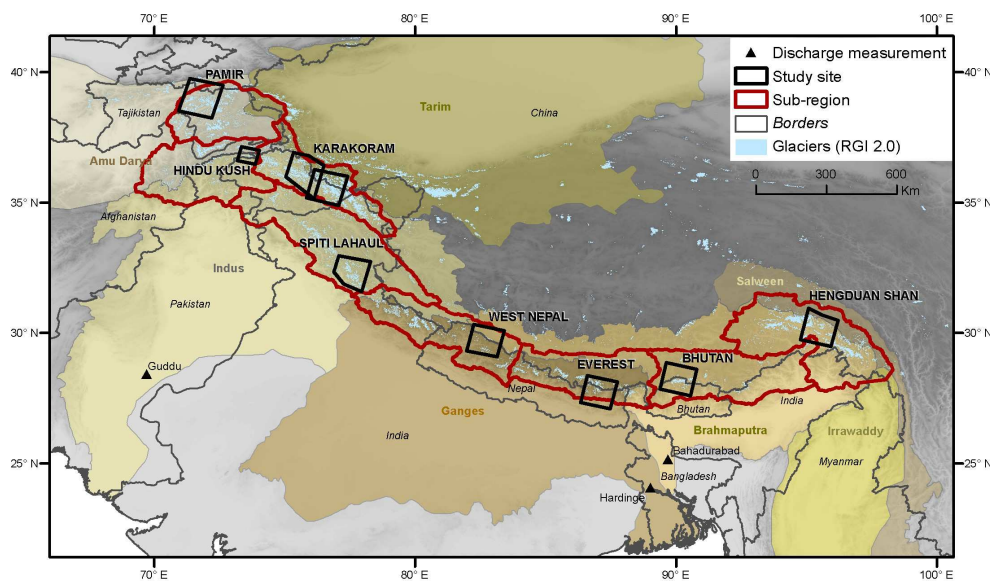 70° E
80° E
90° E
100° E
40° N
40° N
35° N
35° N
30° N
30° N
25° N
25° N
70° E
80° E
90° E
100° E
Discharge measurement
Study site
Sub-region
Borders
Glaciers (RGI 2.0)
0
300
600
Km
PAMIR
Tajikistan
Tarim
China
KARAKORAM
Amu Darya
HINDU KUSH
Afghanistan
SPITI LAHAUL
Indus
Pakistan
Salween
HENGDUAN SHAN
WEST NEPAL
EVEREST
BHUTAN
Guddu
Nepal
Bhutan
India
Ganges
India
Brahmaputra
Irrawaddy
Bahadurabad
Myanmar
Bangladesh
Hardinge